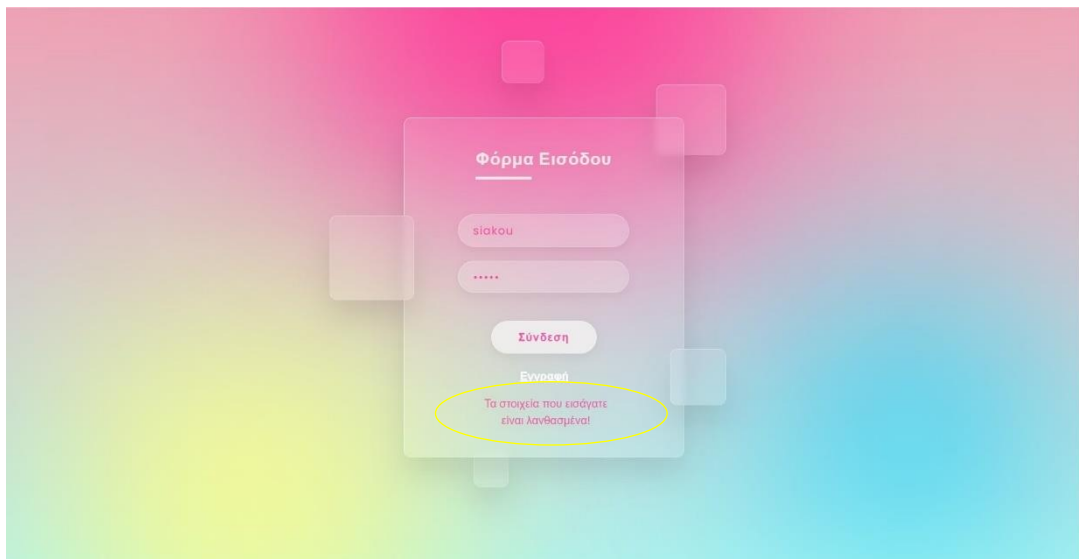 Φόρμα Εισόδου
siakou
•••••
Σύνδεση
Εγγραφή
Τα στοιχεία που εισάγατε
είναι λανθασμένα!